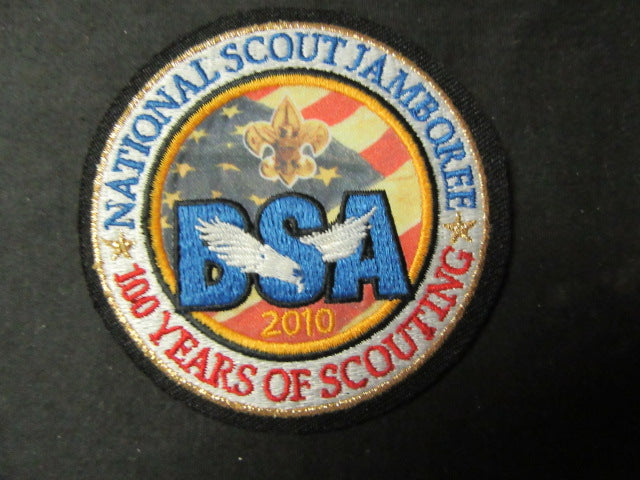 NATIONAL SCOUT JAMBOREE
BSA
2010
100 YEARS OF SCOUTING